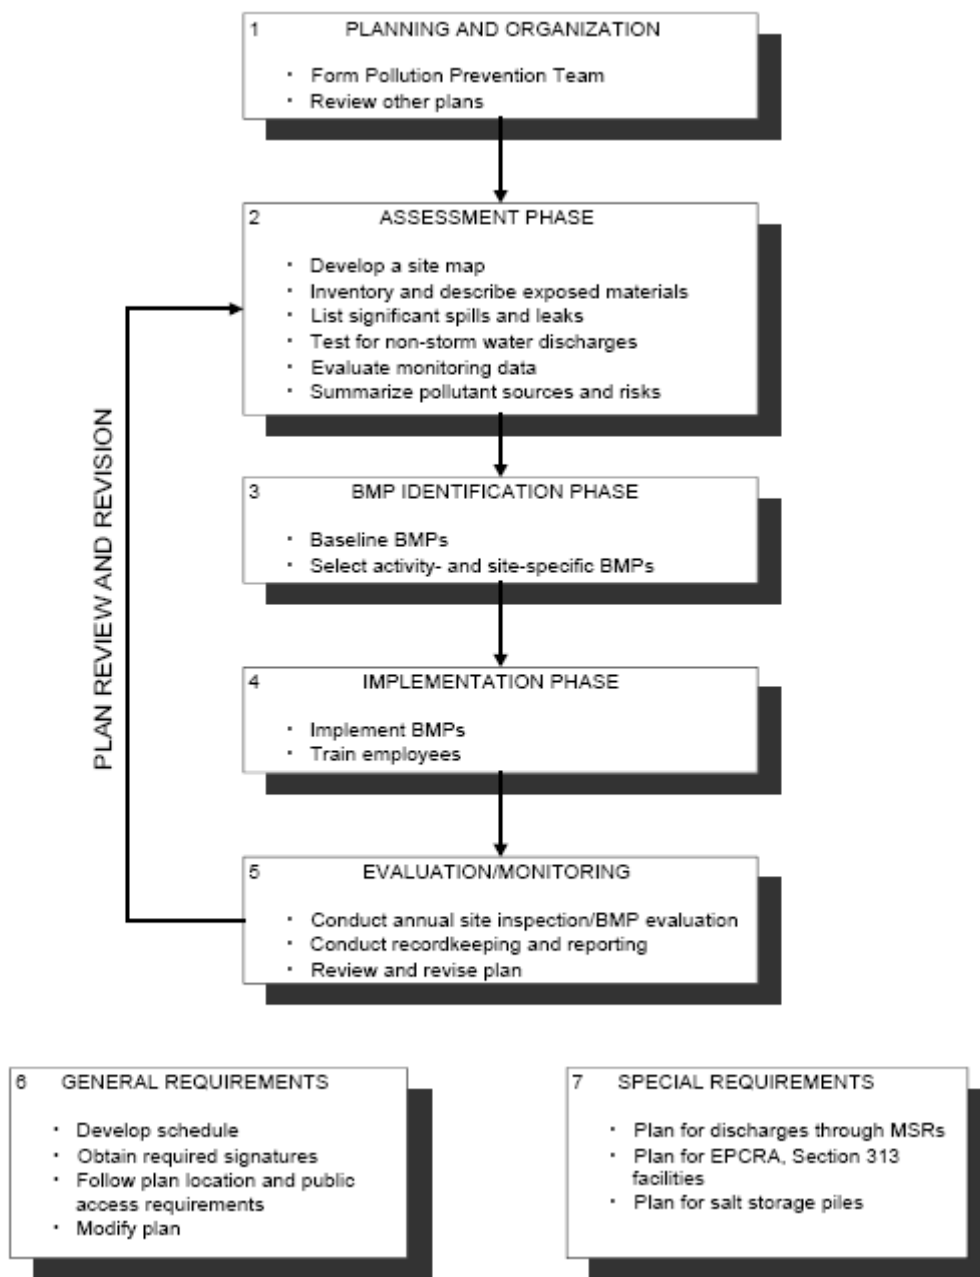 1 PLANNING AND ORGANIZATION
· Form Pollution Prevention Team
· Review other plans
2 ASSESSMENT PHASE
· Develop a site map
· Inventory and describe exposed materials
· List significant spills and leaks
· Test for non-storm water discharges
· Evaluate monitoring data
· Summarize pollutant sources and risks
PLAN REVIEW AND REVISION
3 BMP IDENTIFICATION PHASE
· Baseline BMPs
· Select activity- and site-specific BMPs
4 IMPLEMENTATION PHASE
· Implement BMPs
· Train employees
5 EVALUATION/MONITORING
· Conduct annual site inspection/BMP evaluation
· Conduct recordkeeping and reporting
· Review and revise plan
6 GENERAL REQUIREMENTS
· Develop schedule
· Obtain required signatures
· Follow plan location and public
access requirements
· Modify plan
7 SPECIAL REQUIREMENTS
· Plan for discharges through MSRs
· Plan for EPCRA, Section 313
facilities
· Plan for salt storage piles